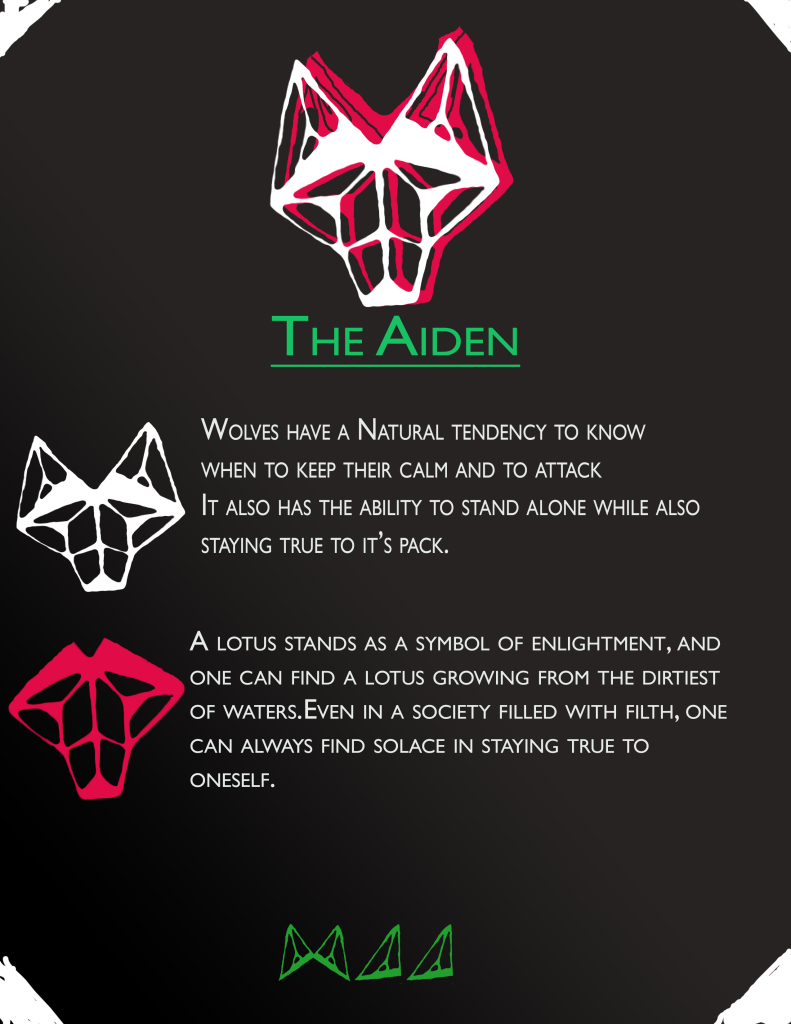 The Aiden
Wolves have a Natural tendency to know
when to keep their calm and to attack
It also has the ability to stand alone while also
staying true to it's pack.
A lotus stands as a symbol of enlightment, and
one can find a lotus growing from the dirtiest
of waters.Even in a society filled with filth, one
can always find solace in staying true to
oneself.